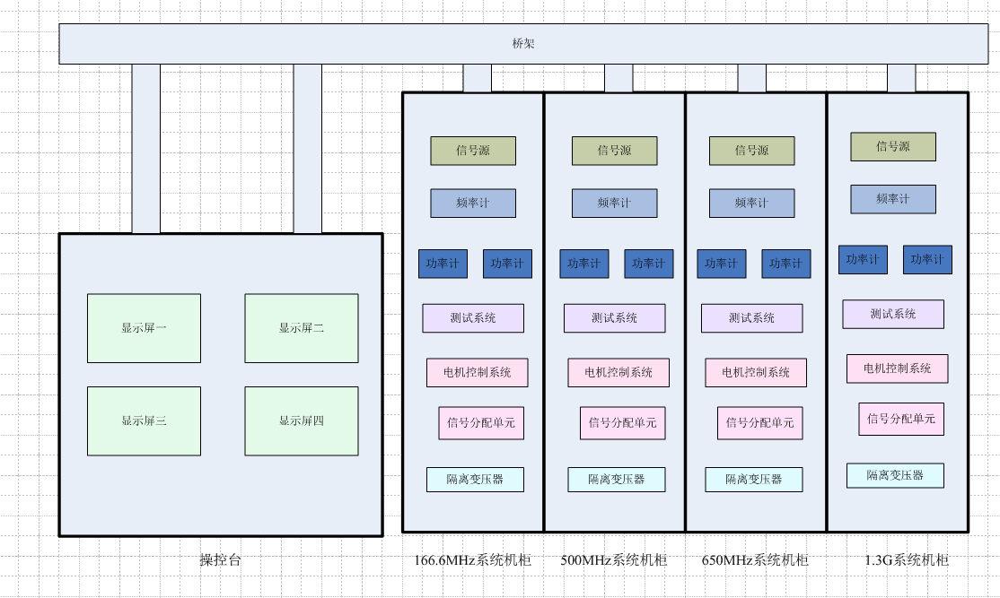 桥架
信号源
信号源
信号源
信号源
频率计
频率计
频率计
频率计
功率计 功率计
功率计 功率计
功率计 功率计
功率计 功率计
测试系统
测试系统
测试系统
测试系统
显示屏一
显示屏二
电机控制系统
电机控制系统
电机控制系统
电机控制系统
显示屏三
显示屏四
信号分配单元
信号分配单元
信号分配单元
信号分配单元
隔离变压器
隔离变压器
隔离变压器
隔离变压器
操控台
166.6MHz系统机柜
500MHz系统机柜
650MHz系统机柜
1.3G系统机柜